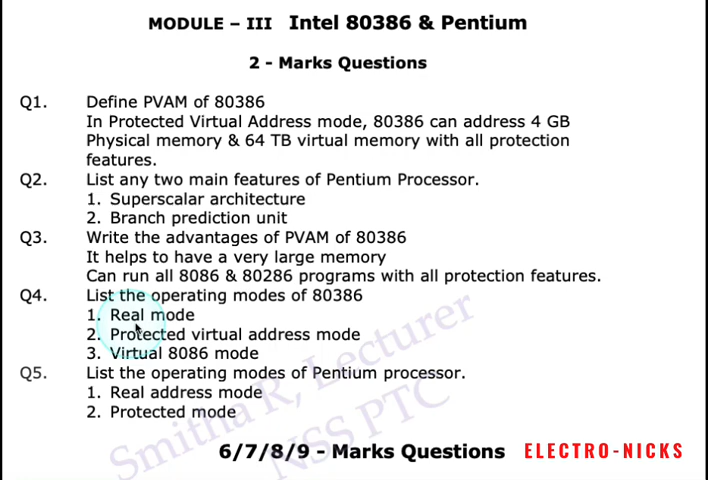 MODULE – III Intel 80386 & Pentium
2 - Marks Questions
Q1. Define PVAM of 80386
In Protected Virtual Address mode, 80386 can address 4 GB
Physical memory & 64 TB virtual memory with all protection
features.
Q2. List any two main features of Pentium Processor.
1. Superscalar architecture
2. Branch prediction unit
Q3. Write the advantages of PVAM of 80386
It helps to have a very large memory
Can run all 8086 & 80286 programs with all protection features.
Q4. List the operating modes of 80386
1. Real mode
2. Protected virtual address mode
3. Virtual 8086 mode
Q5. List the operating modes of Pentium processor.
1. Real address mode
2. Protected mode
Smitha R, Lecturer
NSS PTC
6/7/8/9 - Marks Questions
ELECTRO-NICKS